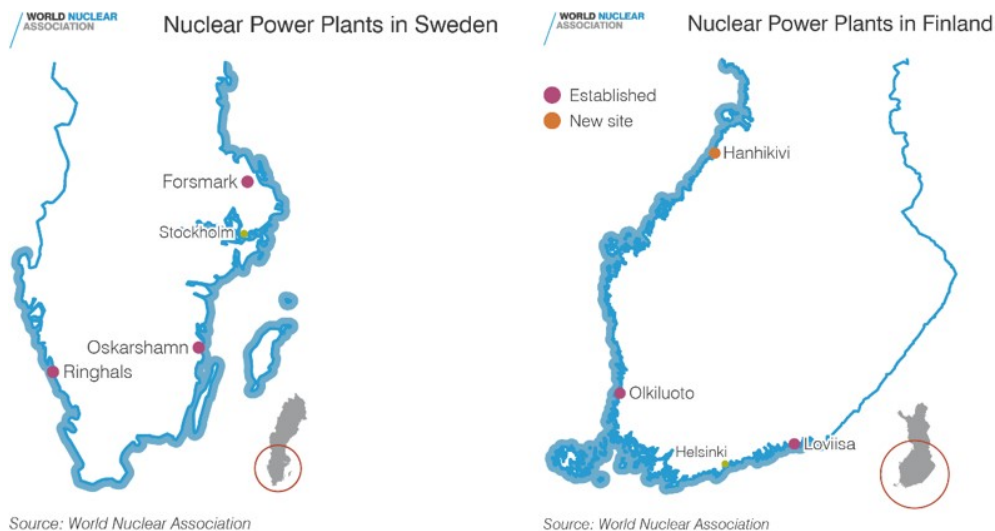 WORLD NUCLEAR
ASSOCIATION
Nuclear Power Plants in Sweden
Forsmark
Stockholm
Oskarshamn
Ringhals
Source: World Nuclear Association
WORLD NUCLEAR
ASSOCIATION
Nuclear Power Plants in Finland
Established
New site
Hanhikivi
Olkiluoto
Helsinki
Loviisa
Source: World Nuclear Association